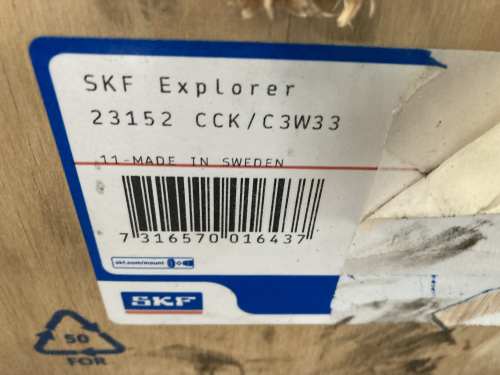 SKF Explorer
23152 CCK/C3W33
11-MADE IN SWEDEN
7 316570 016437
skf.com/mount
SKF
50
FOR